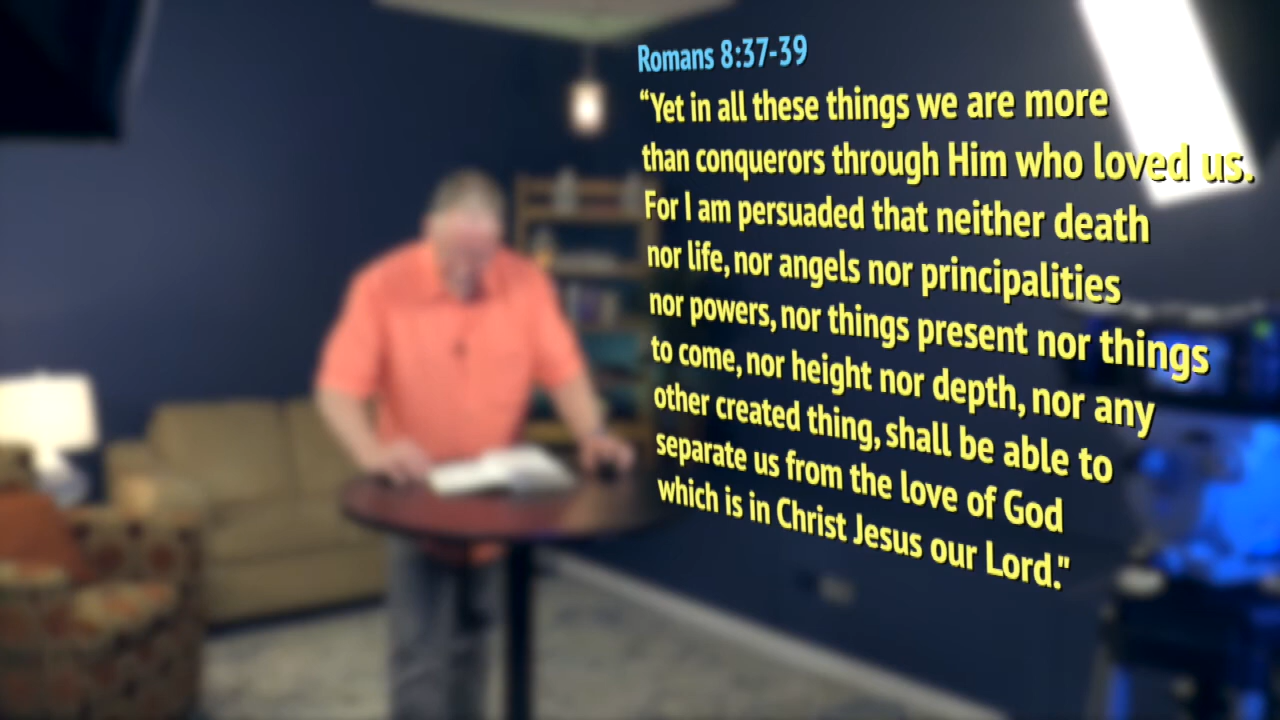 Romans 8:37-39
“Yet in all these things we are more
than conquerors through Him who loved us.
For I am persuaded that neither death
nor life, nor angels nor principalities
nor powers, nor things present nor things
to come, nor height nor depth, nor any
other created thing, shall be able to
separate us from the love of God
which is in Christ Jesus our Lord."